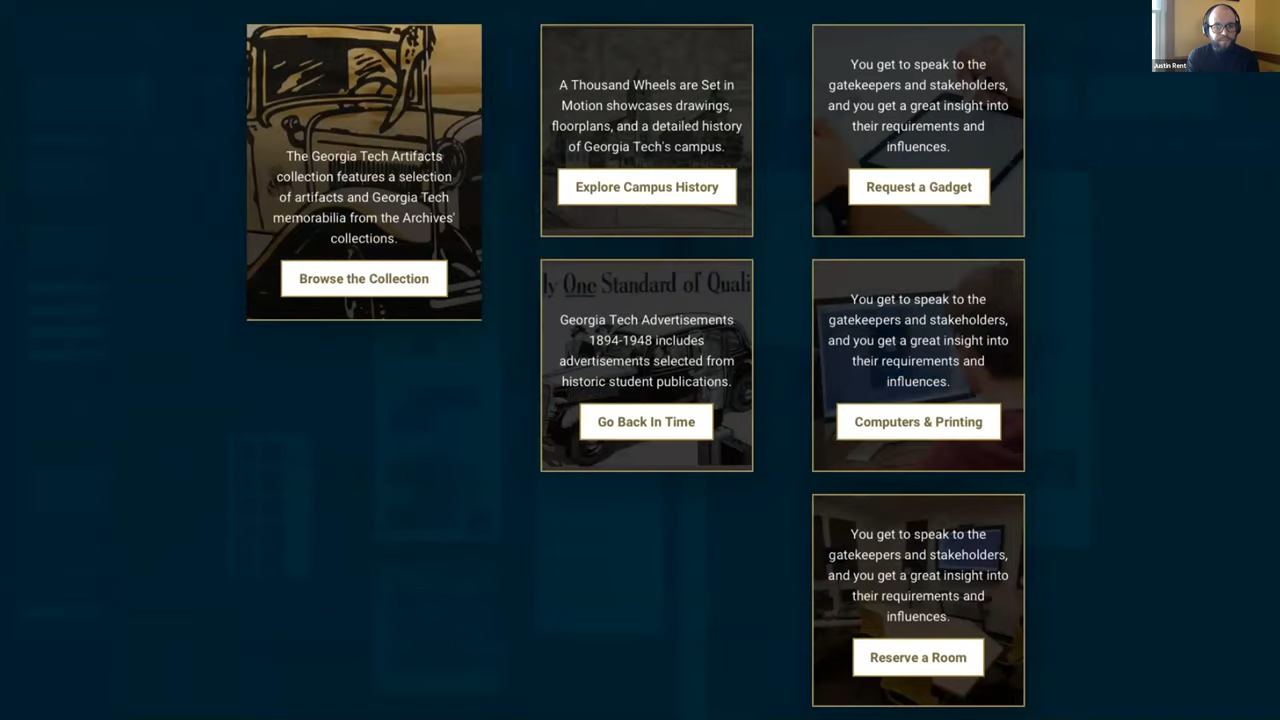 The Georgia Tech Artifacts
collection features a selection
of artifacts and Georgia Tech
memorabilia from the Archives'
collections.
Browse the Collection
A Thousand Wheels are Set in
Motion showcases drawings,
floorplans, and a detailed history
of Georgia Tech's campus.
Explore Campus History
ly One Standard of Quali
Georgia Tech Advertisements
1894-1948 includes
advertisements selected from
historic student publications.
Go Back In Time
You get to speak to the
gatekeepers and stakeholders,
and you get a great insight into
their requirements and
influences.
Request a Gadget
You get to speak to the
gatekeepers and stakeholders,
and you get a great insight into
their requirements and
influences.
Computers & Printing
You get to speak to the
gatekeepers and stakeholders,
and you get a great insight into
their requirements and
influences.
Reserve a Room
Justin Rent